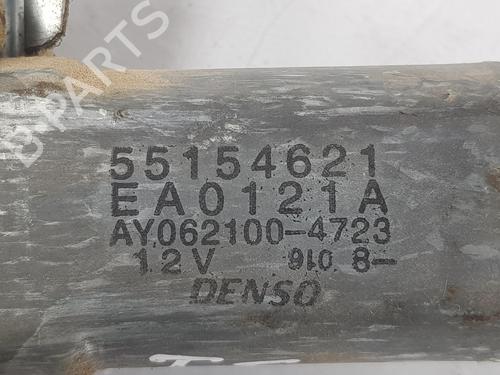 B-PARTS
55154621
EA0121A
AY062100-4723
12V 910 8-
DENSO